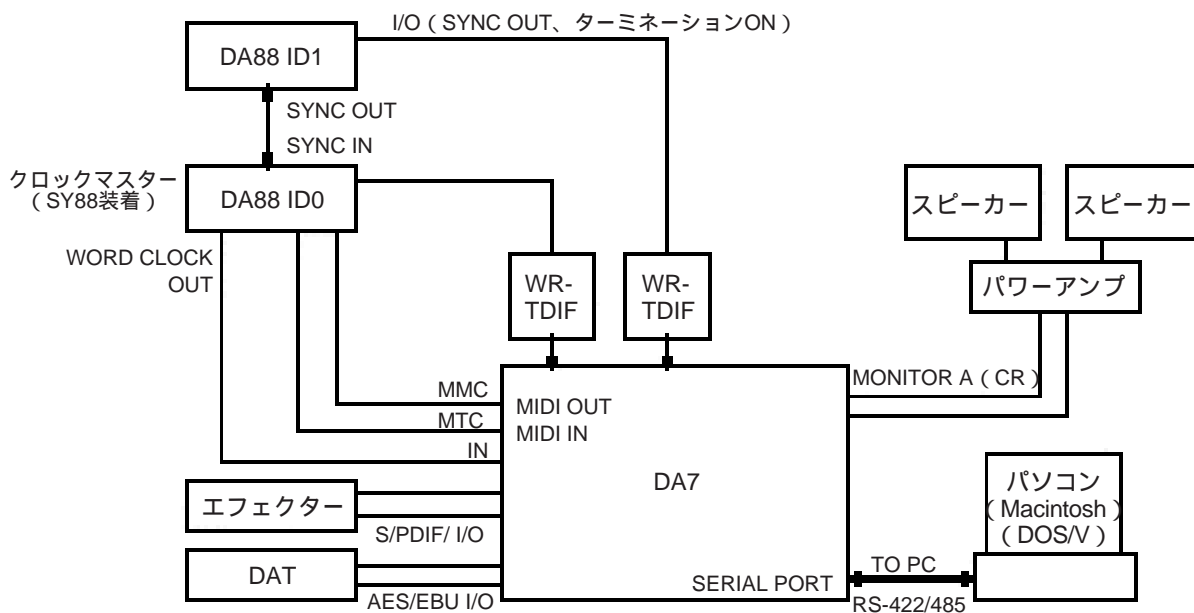 I/O（SYNC OUT、ターミネーションON）
DA88 ID1
SYNC OUT
SYNC IN
クロックマスター
（SY88装着）
DA88 ID0
スピーカー
スピーカー
WORD CLOCK
OUT
WR-
TDIF
WR-
TDIF
パワーアンプ
MONITOR A（CR）
MMC
MIDI OUT
MTC
MIDI IN
IN
DA7
パソコン
（Macintosh）
（DOS/V）
エフェクター
S/PDIF/ I/O
DAT
AES/EBU I/O
SERIAL PORT
TO PC
RS-422/485